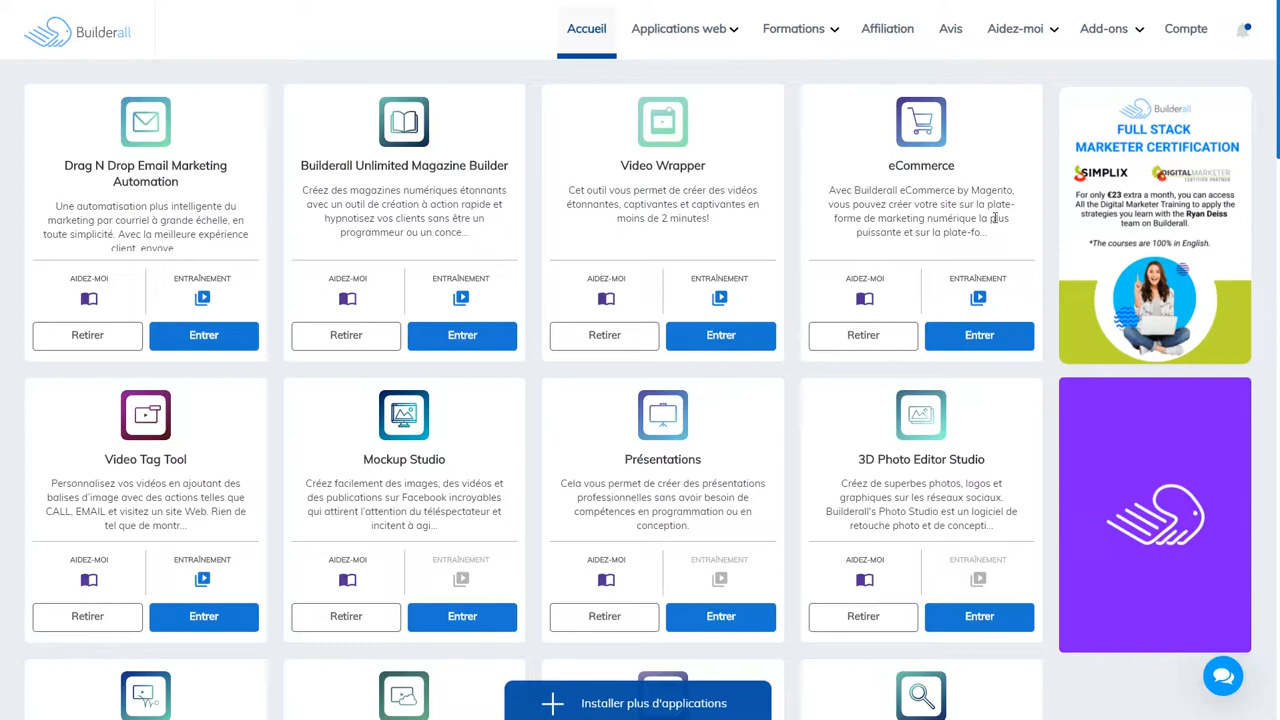 Builderall
Accueil
Applications web
Formations
Affiliation
Avis
Aidez-moi
Add-ons
Compte
Drag N Drop Email Marketing
Automation
Une automatisation plus intelligente du
marketing par courriel à grande échelle, en
toute simplicité. Avec la meilleure expérience
client, envoye
AIDEZ-MOI
ENTRAÎNEMENT
Retirer
Entrer
Builderall Unlimited Magazine Builder
Créez des magazines numériques étonnants
avec un outil de création à action rapide et
hypnotisez vos clients sans être un
programmeur ou un conce...
AIDEZ-MOI
ENTRAÎNEMENT
Retirer
Entrer
Video Wrapper
Cet outil vous permet de créer des vidéos
étonnantes, captivantes et captivantes en
moins de 2 minutes!
AIDEZ-MOI
ENTRAÎNEMENT
Retirer
Entrer
eCommerce
Avec Builderall eCommerce by Magento,
vous pouvez créer votre site sur la plate-
forme de marketing numérique la plus
puissante et sur la plate-fo...
AIDEZ-MOI
ENTRAÎNEMENT
Retirer
Entrer
Builderall
FULL STACK
MARKETER CERTIFICATION
SIMPLIX
DIGITALMARKETER
CERTIFIED PARTNER
For only €23 extra a month, you can access
All the Digital Marketer Training to apply the
strategies you learn with the Ryan Deiss
team on Builderall.
*The courses are 100% in English.
Video Tag Tool
Personnalisez vos vidéos en ajoutant des
balises d'image avec des actions telles que
CALL, EMAIL et visitez un site Web. Rien de
tel que de montr...
AIDEZ-MOI
ENTRAÎNEMENT
Retirer
Entrer
Mockup Studio
Créez facilement des images, des vidéos et
des publications sur Facebook incroyables
qui attirent l'attention du téléspectateur et
incitent à agi...
AIDEZ-MOI
ENTRAÎNEMENT
Retirer
Entrer
Présentations
Cela vous permet de créer des présentations
professionnelles sans avoir besoin de
compétences en programmation ou en
conception.
AIDEZ-MOI
ENTRAÎNEMENT
Retirer
Entrer
3D Photo Editor Studio
Créez de superbes photos, logos et
graphiques sur les réseaux sociaux.
Builderall's Photo Studio est un logiciel de
retouche photo et de concepti...
AIDEZ-MOI
ENTRAÎNEMENT
Retirer
Entrer
Installer plus d'applications